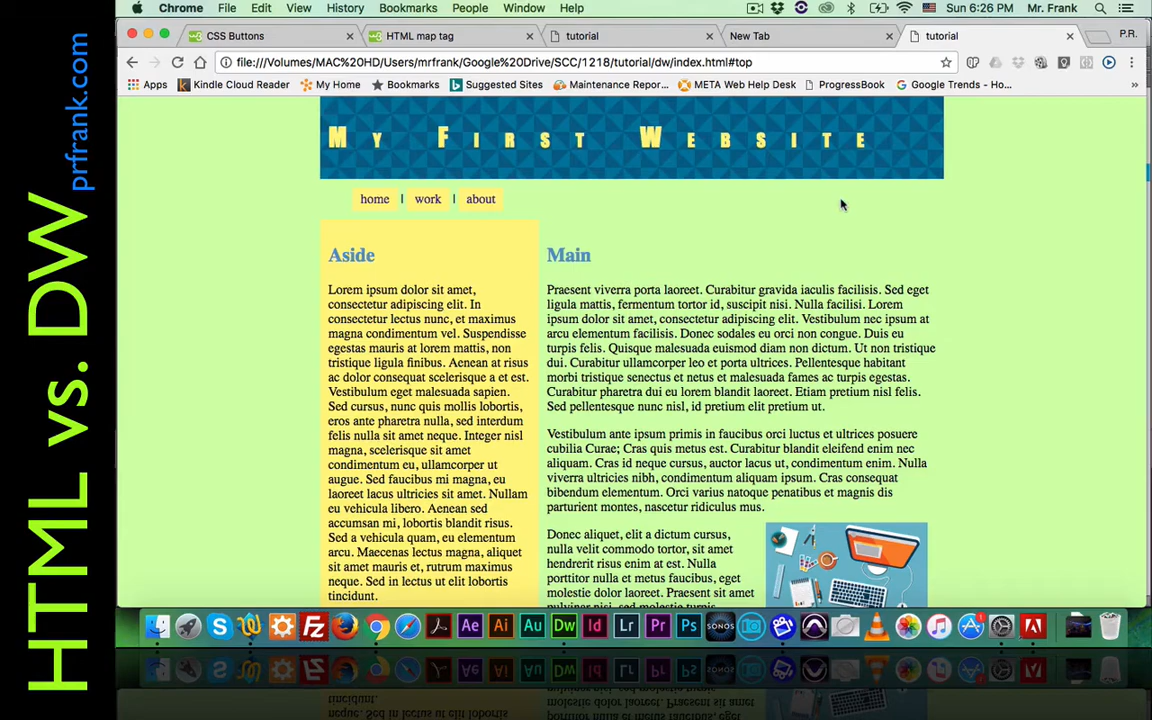 HTML vs. DW
prfrank.com
Chrome File Edit View History Bookmarks People Window Help Sun 6:26 PM Mr. Frank
CSS Buttons HTML map tag tutorial New Tab tutorial P.R.
file:///Volumes/MAC%20HD/Users/mrfrank/Google%20Drive/SCC/1218/tutorial/dw/index.html#top
Apps Kindle Cloud Reader My Home Bookmarks Suggested Sites Maintenance Repor... META Web Help Desk ProgressBook Google Trends - Ho... »
My First Website
home | work | about
Aside
Lorem ipsum dolor sit amet,
consectetur adipiscing elit. In
consectetur lectus nunc, et maximus
magna condimentum vel. Suspendisse
egestas mauris at lorem mattis, non
tristique ligula finibus. Aenean at risus
ac dolor consequat scelerisque a et est.
Vestibulum eget malesuada sapien.
Sed cursus, nunc quis mollis lobortis,
eros ante pharetra nulla, sed interdum
felis nulla sit amet neque. Integer nisl
magna, scelerisque sit amet
condimentum eu, ullamcorper ut
augue. Sed faucibus mi magna, eu
laoreet lacus ultricies sit amet. Nullam
eu vehicula libero. Aenean sed
accumsan mi, lobortis blandit risus.
Sed a vehicula quam, eu elementum
arcu. Maecenas lectus magna, aliquet
sit amet mauris et, rutrum maximus
neque. Sed in lectus ut elit lobortis
tincidunt.
Main
Praesent viverra porta laoreet. Curabitur gravida iaculis facilisis. Sed eget
ligula mattis, fermentum tortor id, suscipit nisi. Nulla facilisi. Lorem
ipsum dolor sit amet, consectetur adipiscing elit. Vestibulum nec ipsum at
arcu elementum facilisis. Donec sodales eu orci non congue. Duis eu
turpis felis. Quisque malesuada euismod diam non dictum. Ut non tristique
dui. Curabitur ullamcorper leo et porta ultrices. Pellentesque habitant
morbi tristique senectus et netus et malesuada fames ac turpis egestas.
Curabitur pharetra dui eu lorem blandit laoreet. Etiam pretium nisl felis.
Sed pellentesque nunc nisl, id pretium elit pretium ut.
Vestibulum ante ipsum primis in faucibus orci luctus et ultrices posuere
cubilia Curae; Cras quis metus est. Curabitur blandit eleifend enim nec
aliquam. Cras id neque cursus, auctor lacus ut, condimentum enim. Nulla
viverra ultricies nibh, condimentum aliquam ipsum. Cras consequat
bibendum elementum. Orci varius natoque penatibus et magnis dis
parturient montes, nascetur ridiculus mus.
Donec aliquet, elit a dictum cursus,
nulla velit commodo tortor, sit amet
hendrerit risus enim at est. Nulla
porttitor nulla et metus faucibus, eget
malesuada lacus laoreet. Praesent sem
pulvinar nisi, sed molestie turpis
Ae Ai Au Dw Id Lr Pr Ps SONOS